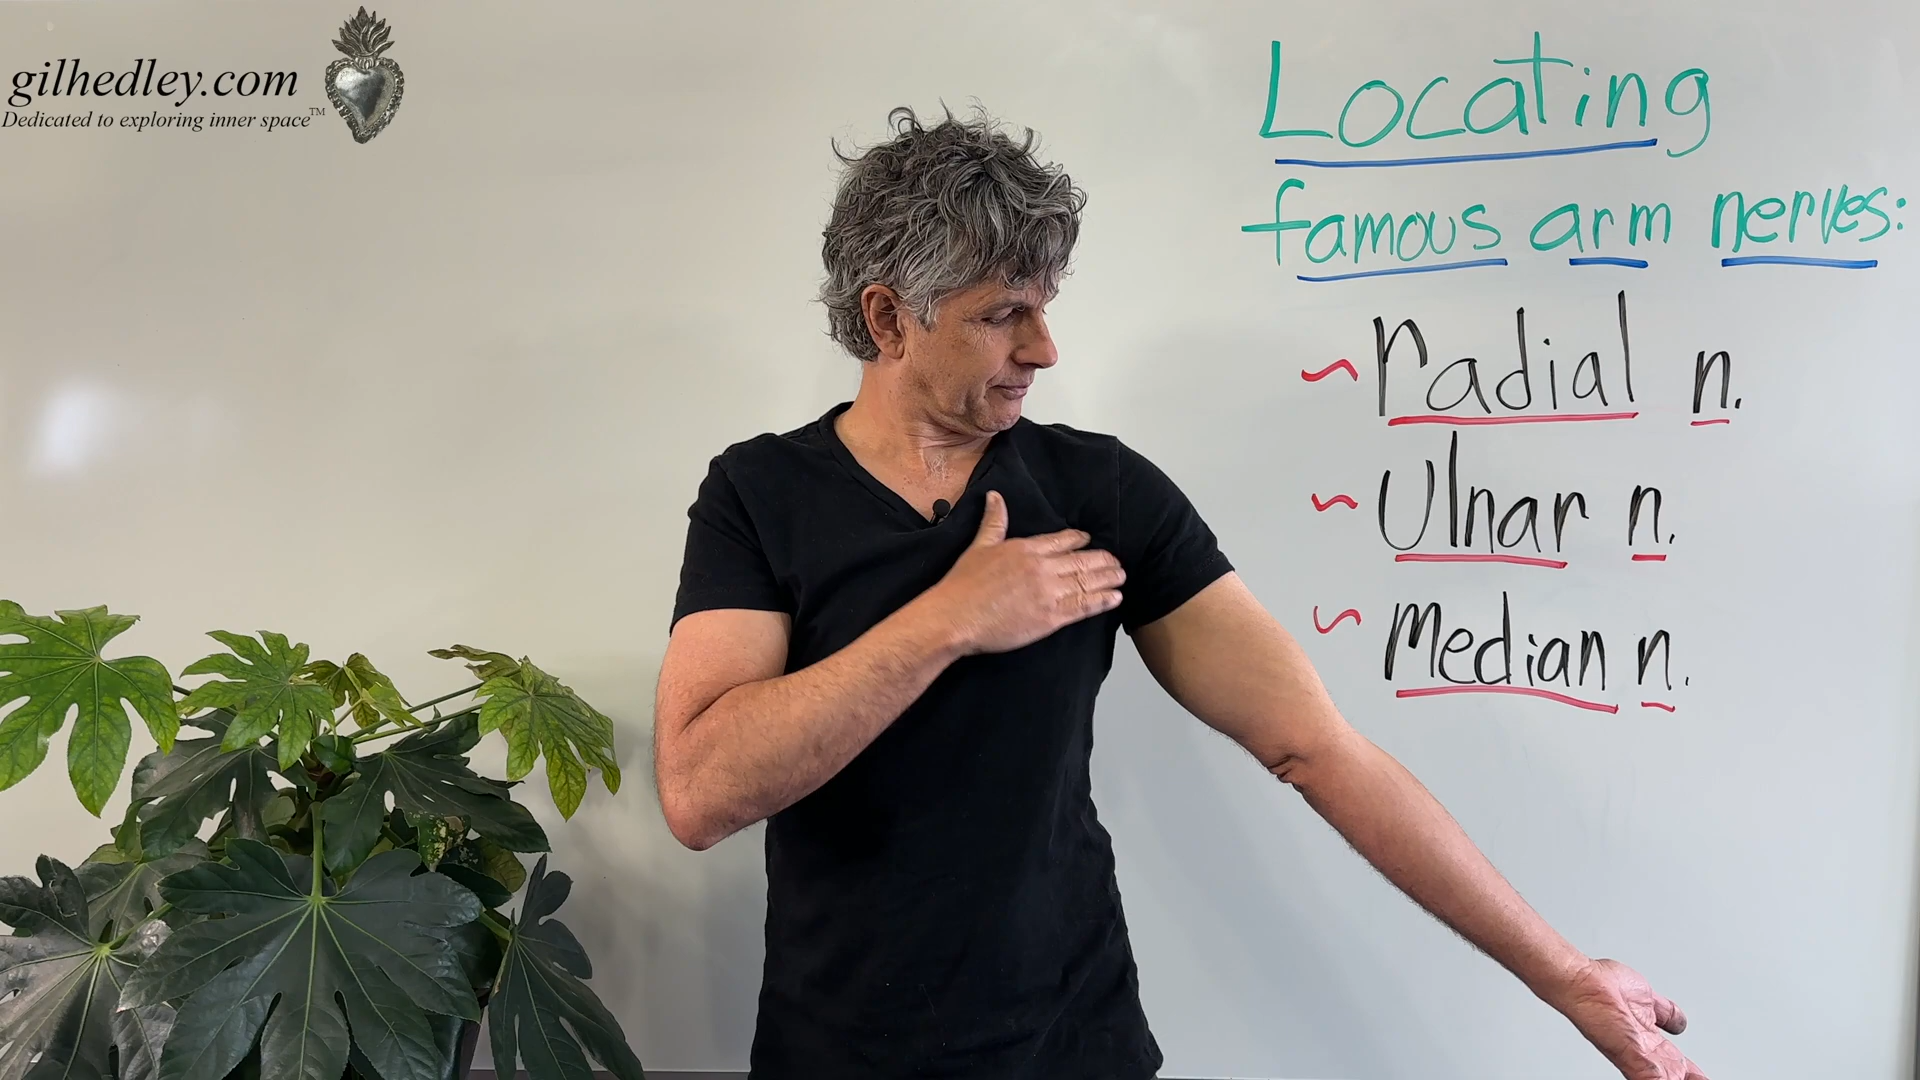 gilhedley.com
Dedicated to exploring inner space™
Locating
famous arm nerves:
~ radial n.
~ Ulnar n.
~ Median n.